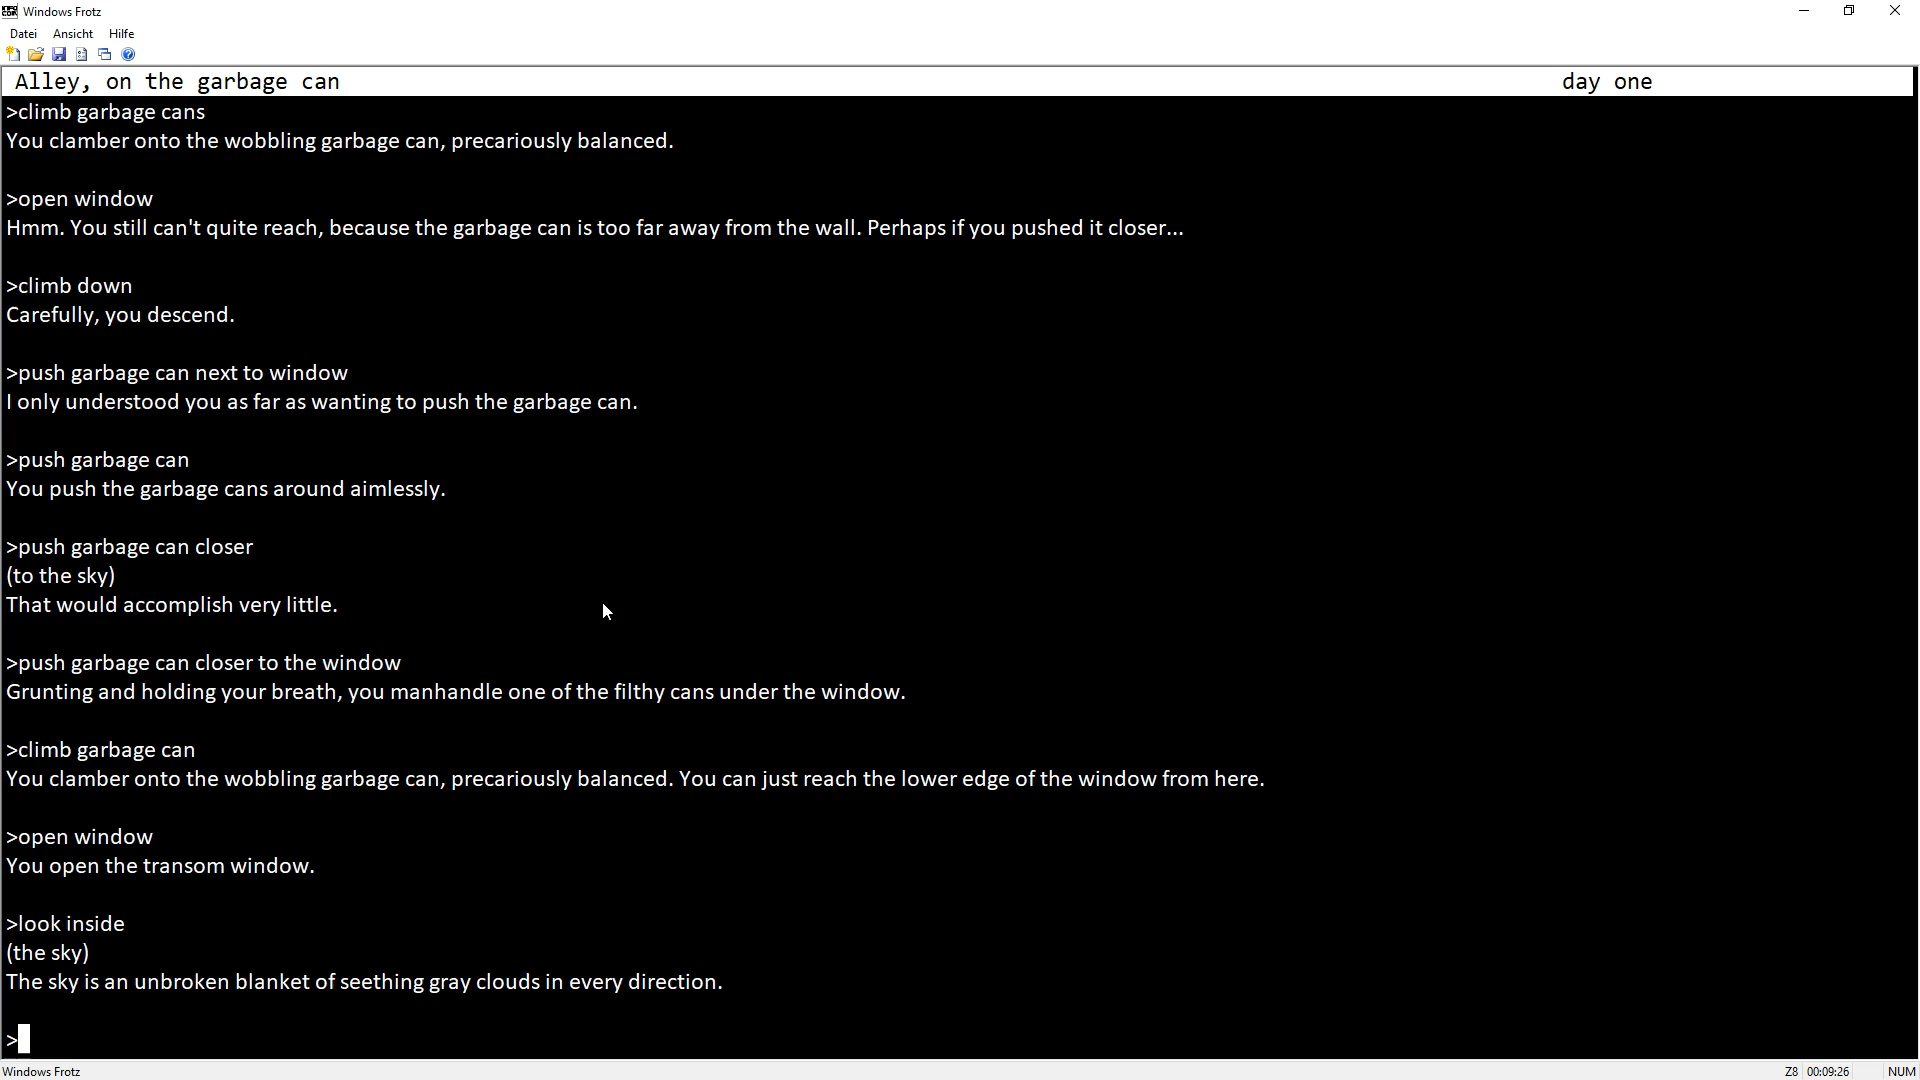 Windows Frotz
Datei Ansicht Hilfe
Alley, on the garbage can day one
>climb garbage cans
You clamber onto the wobbling garbage can, precariously balanced.
>open window
Hmm. You still can't quite reach, because the garbage can is too far away from the wall. Perhaps if you pushed it closer...
>climb down
Carefully, you descend.
>push garbage can next to window
I only understood you as far as wanting to push the garbage can.
>push garbage can
You push the garbage cans around aimlessly.
>push garbage can closer
(to the sky)
That would accomplish very little.
>push garbage can closer to the window
Grunting and holding your breath, you manhandle one of the filthy cans under the window.
>climb garbage can
You clamber onto the wobbling garbage can, precariously balanced. You can just reach the lower edge of the window from here.
>open window
You open the transom window.
>look inside
(the sky)
The sky is an unbroken blanket of seething gray clouds in every direction.
>
Windows Frotz Z8 00:09:26 NUM